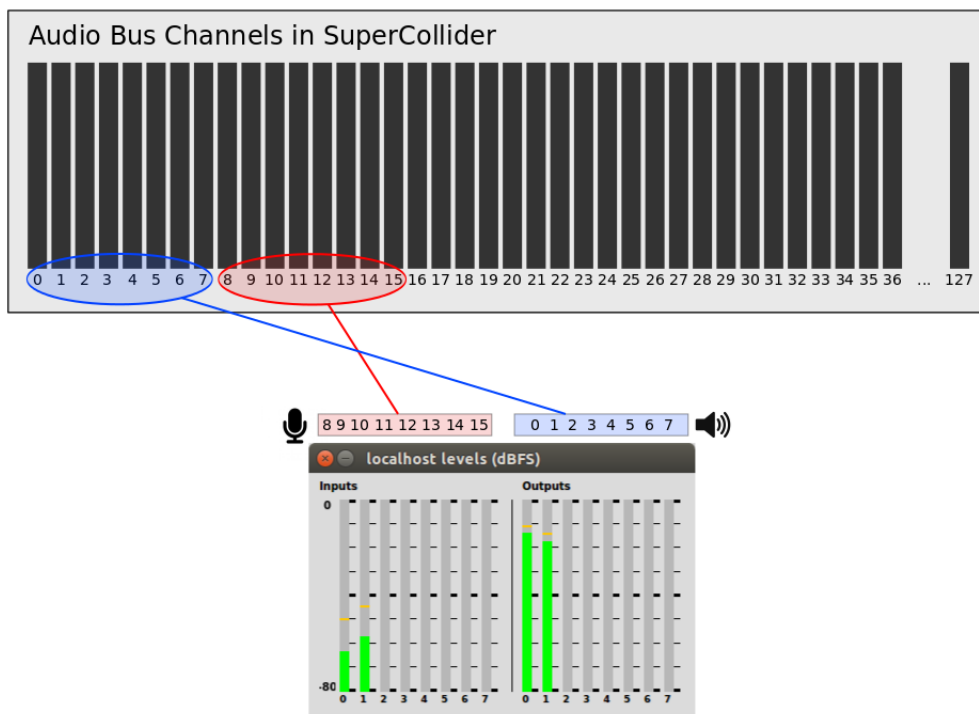 Audio Bus Channels in SuperCollider
0 1 2 3 4 5 6 7 8 9 10 11 12 13 14 15 16 17 18 19 20 21 22 23 24 25 26 27 28 29 30 31 32 33 34 35 36 ... 127
8 9 10 11 12 13 14 15 0 1 2 3 4 5 6 7
localhost levels (dBFS)
Inputs Outputs
0
-80
0 1 2 3 4 5 6 7 0 1 2 3 4 5 6 7